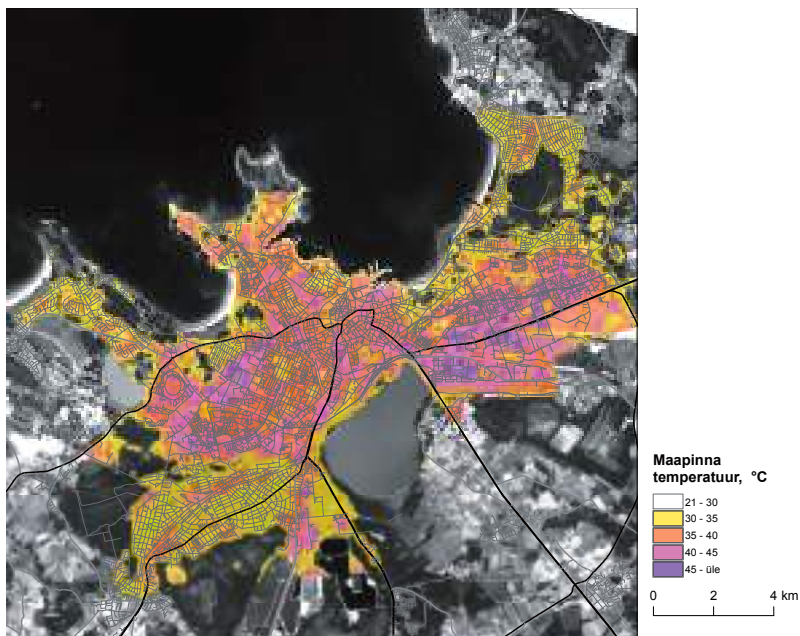 Maapinna
temperatuur, °C
21 - 30
30 - 35
35 - 40
40 - 45
45 - üle
0 2 4 km